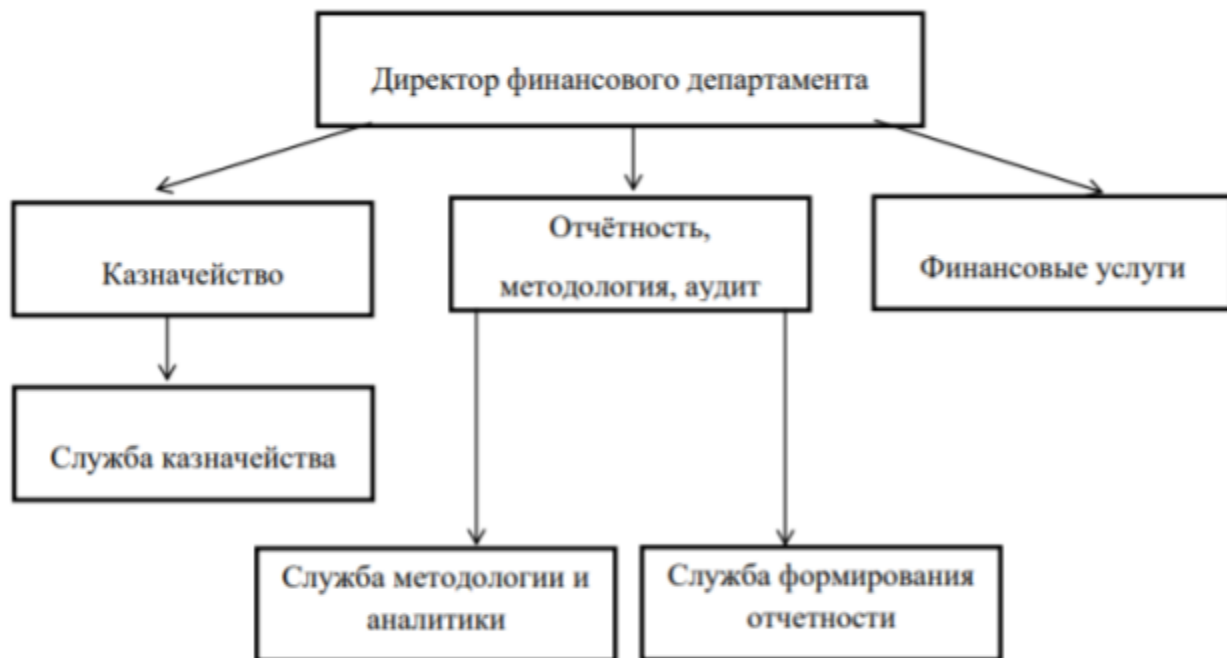 Директор финансового департамента
Казначейство
Отчётность,
методология, аудит
Финансовые услуги
Служба казначейства
Служба методологии и
аналитики
Служба формирования
отчетности